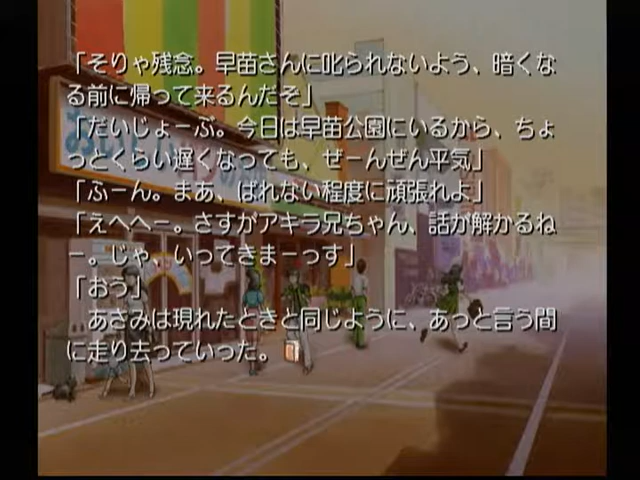 「そりゃ残念。早苗さんに叱られないよう、暗くな
る前に帰って来るんだぞ」
「だいじょーぶ。今日は早苗公園にいるから、ちょ
っとくらい遅くなっても、ぜーんぜん平気」
「ふーん。まあ、ばれない程度に頑張れよ」
「えへへー。さすがアキラ兄ちゃん、話が解かるね
ー。じゃ、いってきまーっす」
「おう」
　あさみは現れたときと同じように、あっと言う間
に走り去っていった。